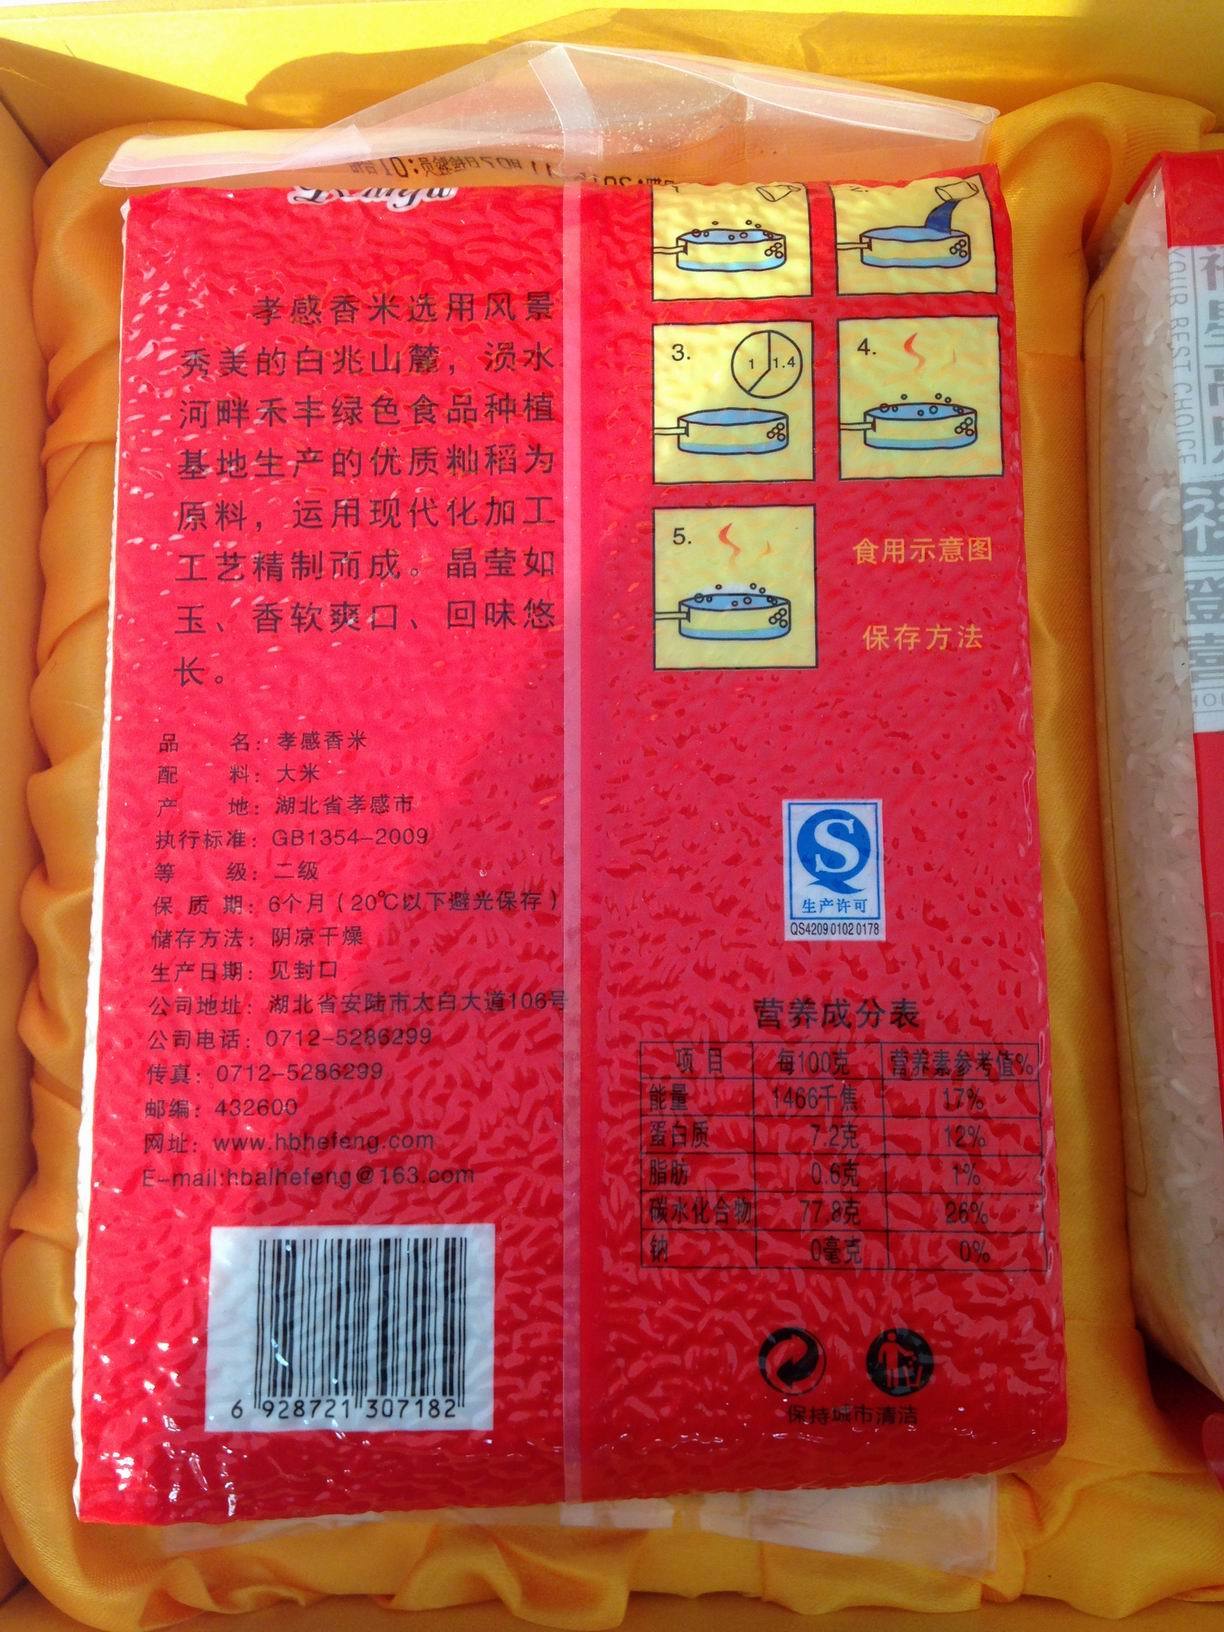 孝感香米选用风景
秀美的白兆山麓，涢水
河畔禾丰绿色食品种植
基地生产的优质籼稻为
原料，运用现代化加工
工艺精制而成。晶莹如
玉、香软爽口、回味悠
长。
品 名：孝感香米
配 料：大米
产 地：湖北省孝感市
执行标准：GB1354-2009
等 级：二级
保 质 期：6个月（20℃以下避光保存）
储存方法：阴凉干燥
生产日期：见封口
公司地址：湖北省安陆市太白大道106号
公司电话：0712-5286299
传真：0712-5286299
邮编：432600
网址：www.hbhefeng.com
E-mail:hbalhefeng@163.com
6 928721 307182
2.
3.
1 1.4
4.
5.
食用示意图
保存方法
S
生产许可
QS4209 0102 0178
营养成分表
项目 每100克 营养素参考值%
能量 1466千焦 17%
蛋白质 7.2克 12%
脂肪 0.6克 1%
碳水化合物 77.8克 26%
钠 0毫克 0%
保持城市清洁
YOUR BEST CHOICE